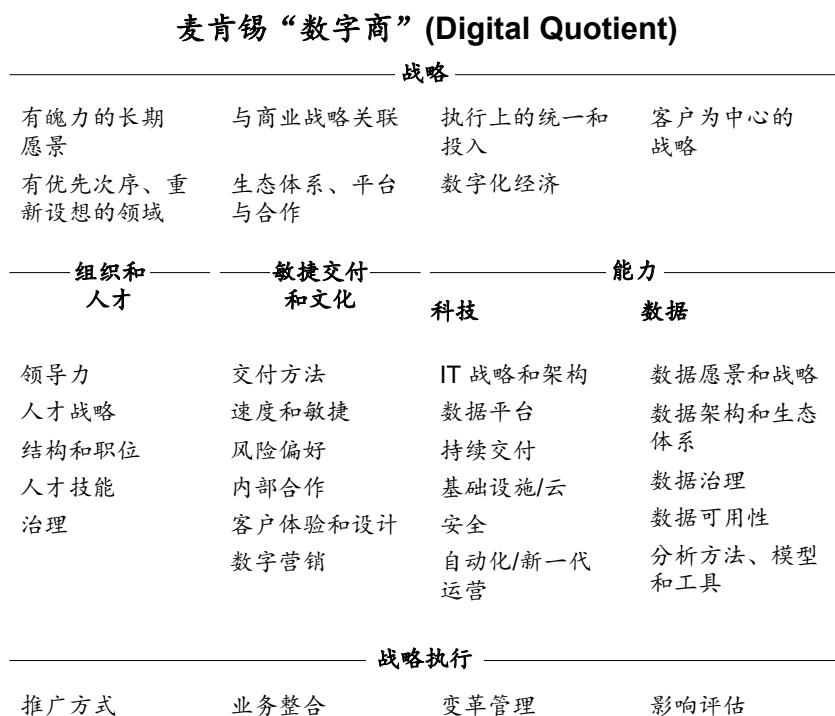 麦肯锡“数字商”(Digital Quotient)
战略
有魄力的长期
愿景
与商业战略关联
执行上的统一和
投入
客户为中心的
战略
有优先次序、重
新设想的领域
生态体系、平台
与合作
数字化经济
组织和
人才
敏捷交付
和文化
能力
科技
数据
领导力
人才战略
结构和职位
人才技能
治理
交付方法
速度和敏捷
风险偏好
内部合作
客户体验和设计
数字营销
IT 战略和架构
数据平台
持续交付
基础设施/云
安全
自动化/新一代
运营
数据愿景和战略
数据架构和生态
体系
数据治理
数据可用性
分析方法、模型
和工具
战略执行
推广方式
业务整合
变革管理
影响评估